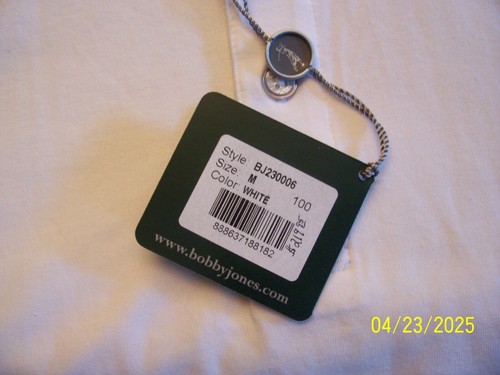 Style: BJ230006
Size: M
Color: WHITE 100
888637188182
www.bobbyjones.com
04/23/2025